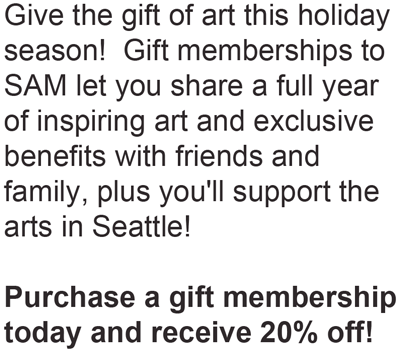 Give the gift of art this holiday
season!  Gift memberships to
SAM let you share a full year
of inspiring art and exclusive
benefits with friends and
family, plus you'll support the
arts in Seattle!

Purchase a gift membership
today and receive 20% off!